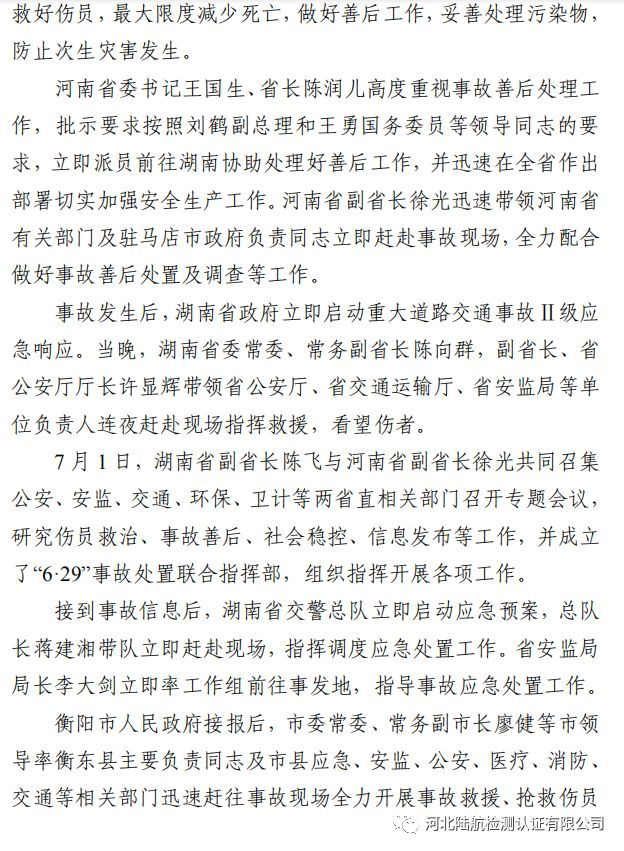 救好伤员，最大限度减少死亡，做好善后工作，妥善处理污染物，
防止次生灾害发生。
河南省委书记王国生、省长陈润儿高度重视事故善后处理工
作，批示要求按照刘鹤副总理和王勇国务委员等领导同志的要
求，立即派员前往湖南协助处理好善后工作，并迅速在全省作出
部署切实加强安全生产工作。河南省副省长徐光迅速带领河南省
有关部门及驻马店市政府负责同志立即赶赴事故现场，全力配合
做好事故善后处置及调查等工作。
事故发生后，湖南省政府立即启动重大道路交通事故Ⅱ级应
急响应。当晚，湖南省委常委、常务副省长陈向群，副省长、省
公安厅厅长许显辉带领省公安厅、省交通运输厅、省安监局等单
位负责人连夜赶赴现场指挥救援，看望伤者。
7 月 1 日，湖南省副省长陈飞与河南省副省长徐光共同召集
公安、安监、交通、环保、卫计等两省直相关部门召开专题会议，
研究伤员救治、事故善后、社会稳控、信息发布等工作，并成立
了“6·29”事故处置联合指挥部，组织指挥开展各项工作。
接到事故信息后，湖南省交警总队立即启动应急预案，总队
长蒋建湘带队立即赶赴现场，指挥调度应急处置工作。省安监局
局长李大剑立即率工作组前往事发地，指导事故应急处置工作。
衡阳市人民政府接报后，市委常委、常务副市长廖健等市领
导率衡东县主要负责同志及市县应急、安监、公安、医疗、消防、
交通等相关部门迅速赶往事故现场全力开展事故救援、抢救伤员
河北陆航检测认证有限公司